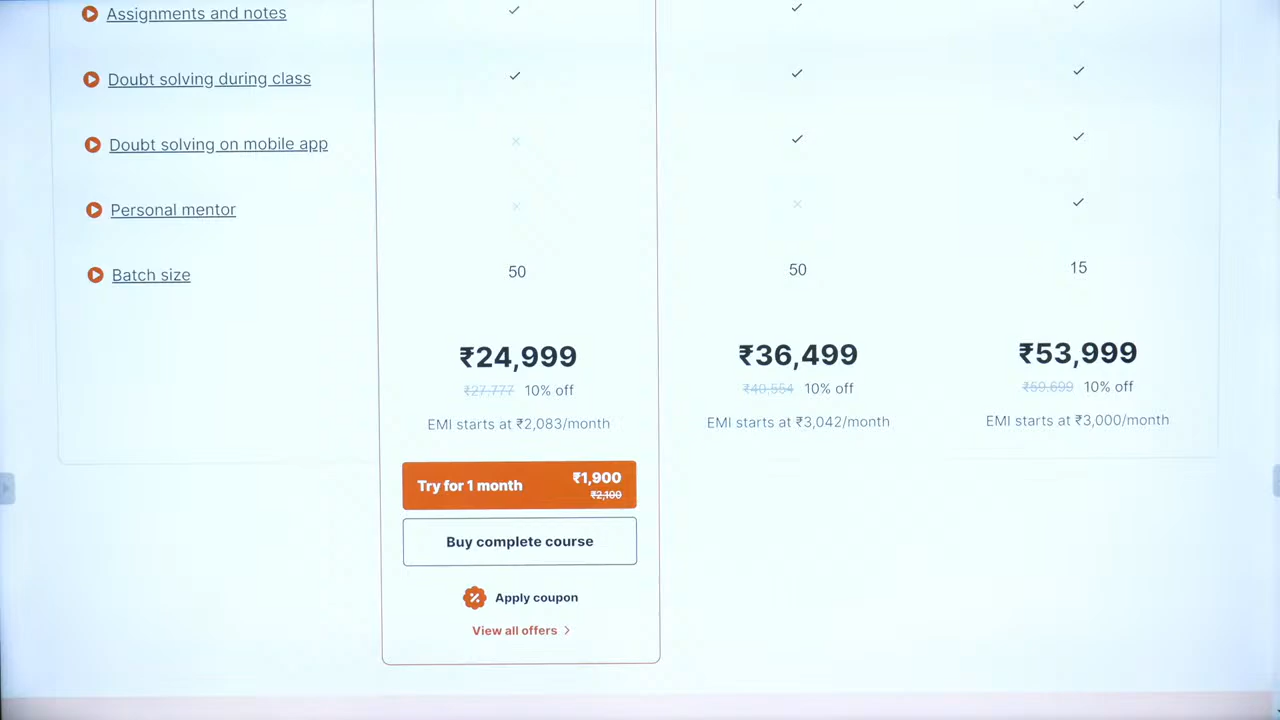 Assignments and notes ✓ ✓ ✓
Doubt solving during class ✓ ✓ ✓
Doubt solving on mobile app × ✓ ✓
Personal mentor × × ✓
Batch size 50 50 15
₹24,999 ₹36,499 ₹53,999
₹27,777 10% off ₹40,554 10% off ₹59,699 10% off
EMI starts at ₹2,083/month EMI starts at ₹3,042/month EMI starts at ₹3,000/month
Try for 1 month ₹1,900
₹2,100
Buy complete course
Apply coupon
View all offers >